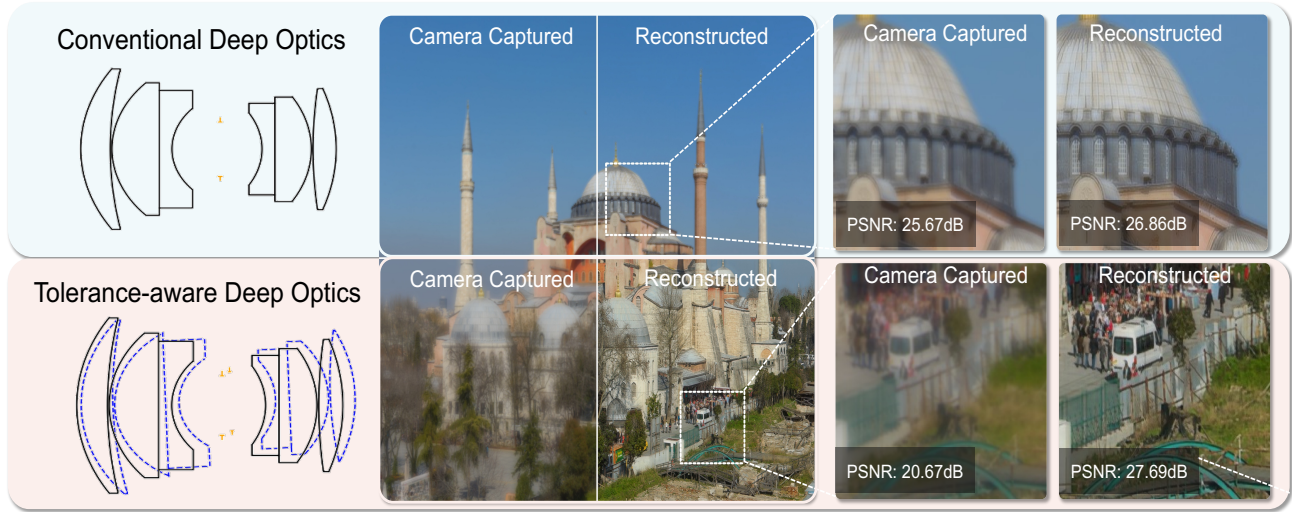 Conventional Deep Optics
Camera Captured
Reconstructed
Camera Captured
Reconstructed
PSNR: 25.67dB
PSNR: 26.86dB
Tolerance-aware Deep Optics
Camera Captured
Reconstructed
Camera Captured
Reconstructed
PSNR: 20.67dB
PSNR: 27.69dB